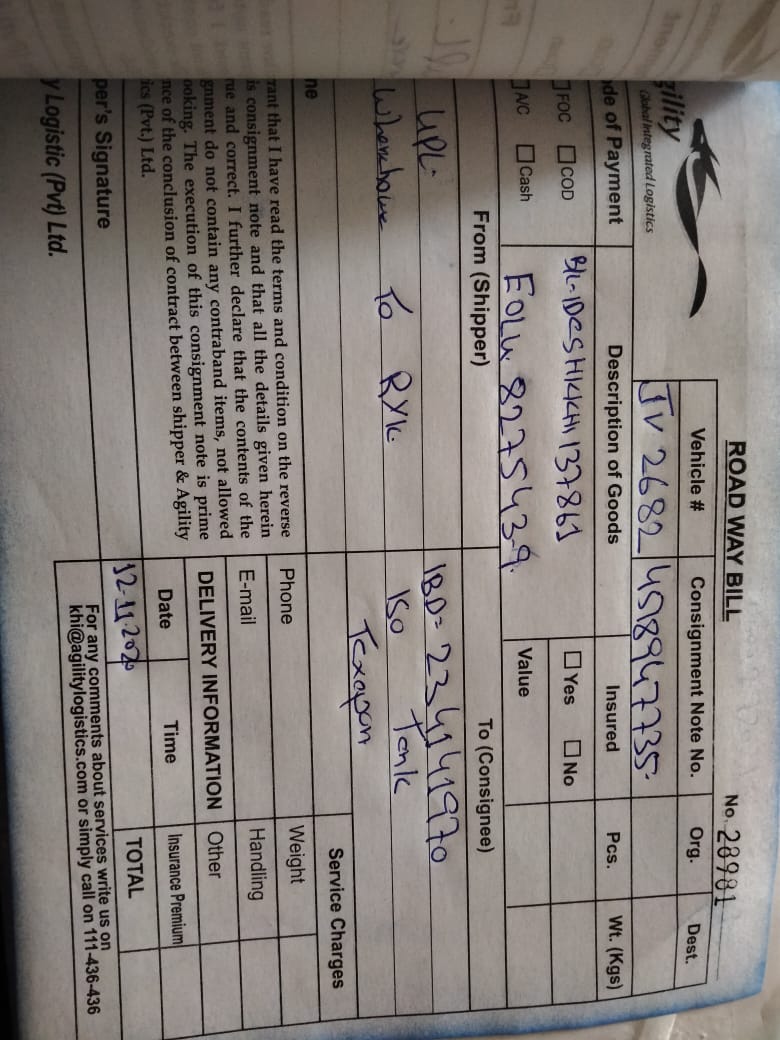 ROAD WAY BILL
No. 28981
gility
Global Integrated Logistics
Vehicle #
Consignment Note No.
Org.
Dest.
JV 2682
4518947735
de of Payment
Description of Goods
Insured
Pcs.
Wt. (Kgs)
FOC
COD
137861
Yes
No
A/C
Cash
EOLU 827543-9
Value
From (Shipper)
To (Consignee)
UPL
IBD= 234141970
Warehouse To RYK
ISO Tank
Texapon
Service Charges
ne
Phone
Weight
rant that I have read the terms and condition on the reverse
is consignment note and that all the details given herein
rue and correct. I further declare that the contents of the
gnment do not contain any contraband items, not allowed
ooking. The execution of this consignment note is prime
nce of the conclusion of contract between shipper & Agility
ics (Pvt.) Ltd.
E-mail
Handling
DELIVERY INFORMATION
Other
Date
Time
Insurance Premium
12-11-2020
TOTAL
per's Signature
For any comments about services write us on
khi@agilitylogistics.com or simply call on 111-436-436
y Logistic (Pvt) Ltd.